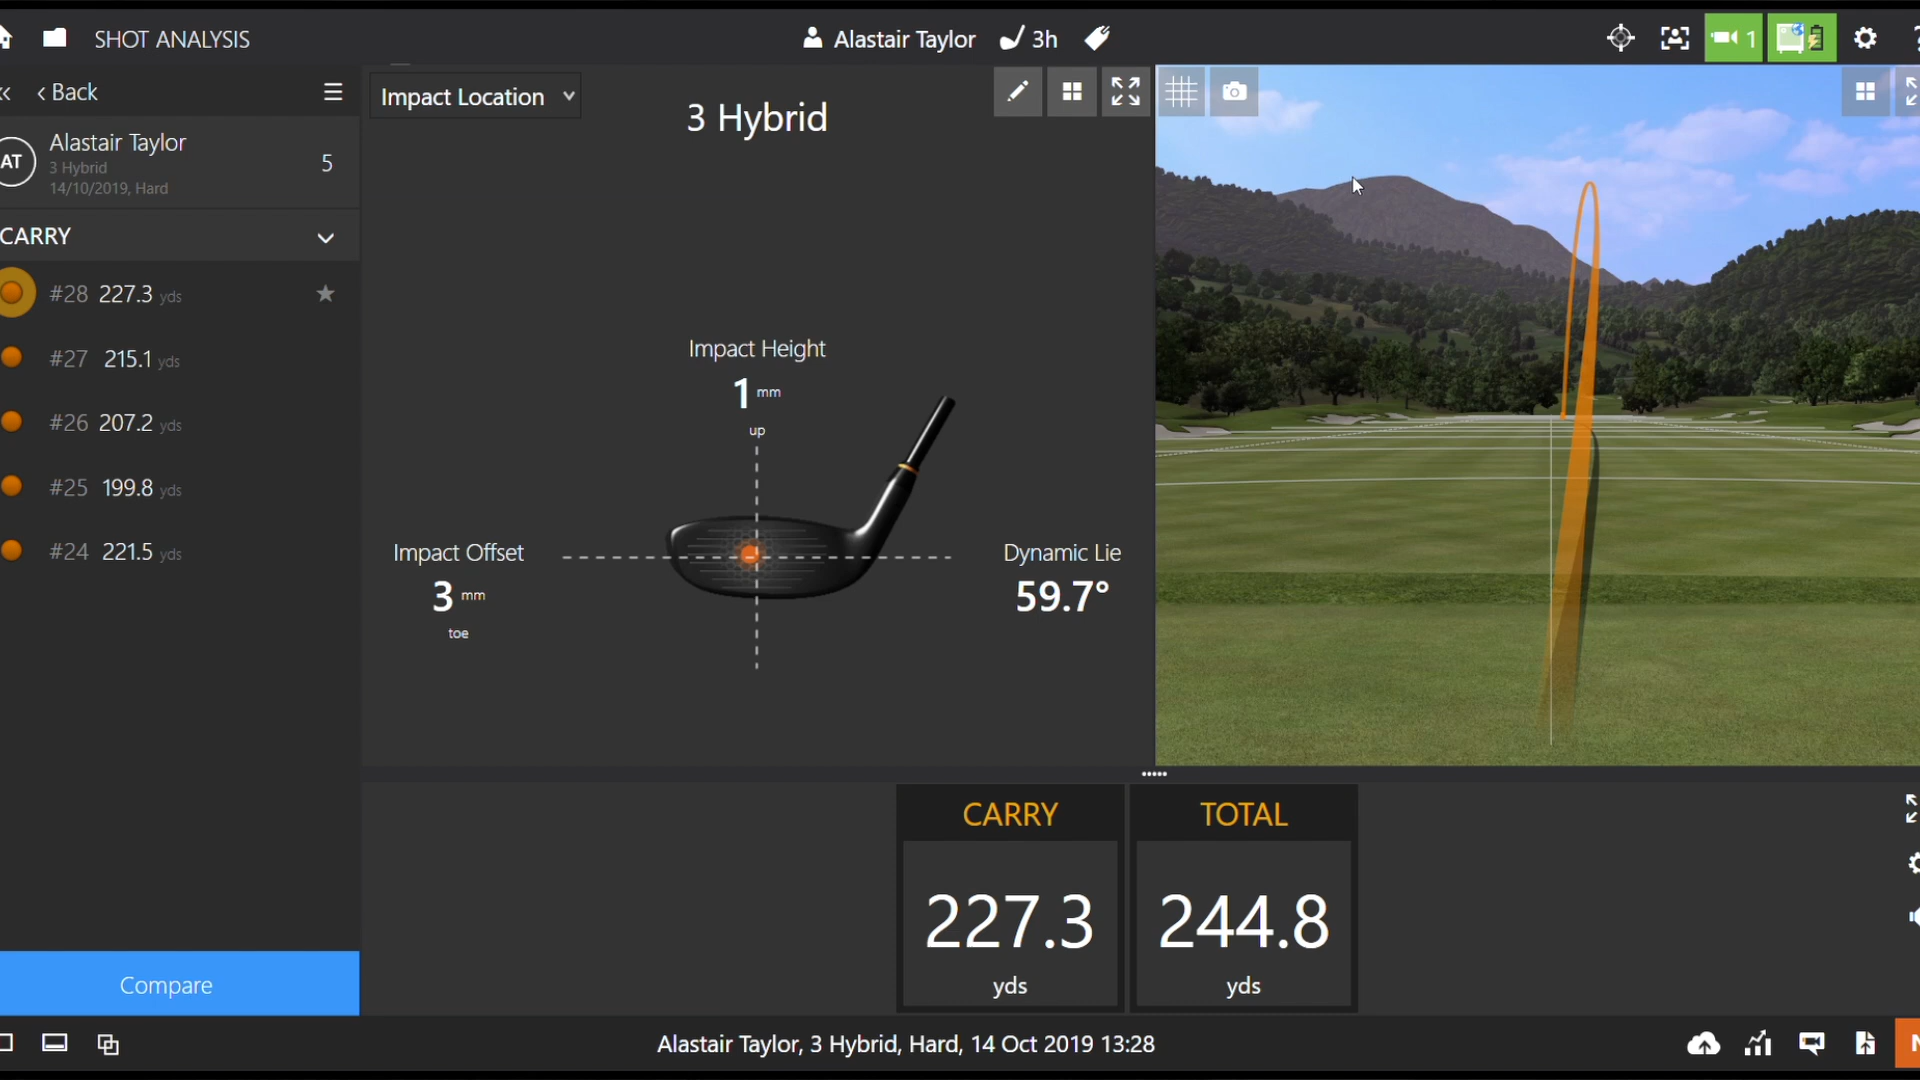 SHOT ANALYSIS
Alastair Taylor
3h
1
?
Back
AT
Alastair Taylor
3 Hybrid
14/10/2019, Hard
5
CARRY
#28 227.3 yds
#27 215.1 yds
#26 207.2 yds
#25 199.8 yds
#24 221.5 yds
Compare
Impact Location
3 Hybrid
Impact Height
1 mm
up
Impact Offset
3 mm
toe
Dynamic Lie
59.7°
CARRY
227.3
yds
TOTAL
244.8
yds
Alastair Taylor, 3 Hybrid, Hard, 14 Oct 2019 13:28